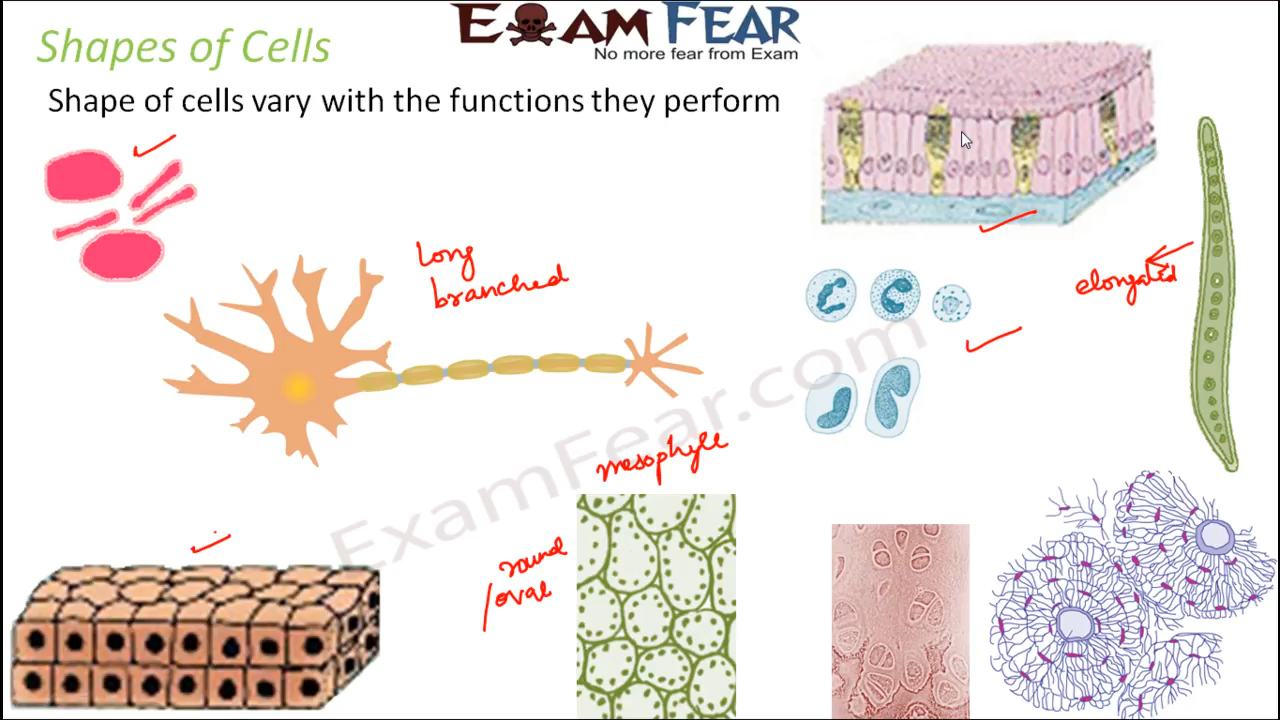 Shapes of Cells
EXAM FEAR
No more fear from Exam
Shape of cells vary with the functions they perform
long
branched
elongated
mesophyll
round
/oval
ExamFear.com